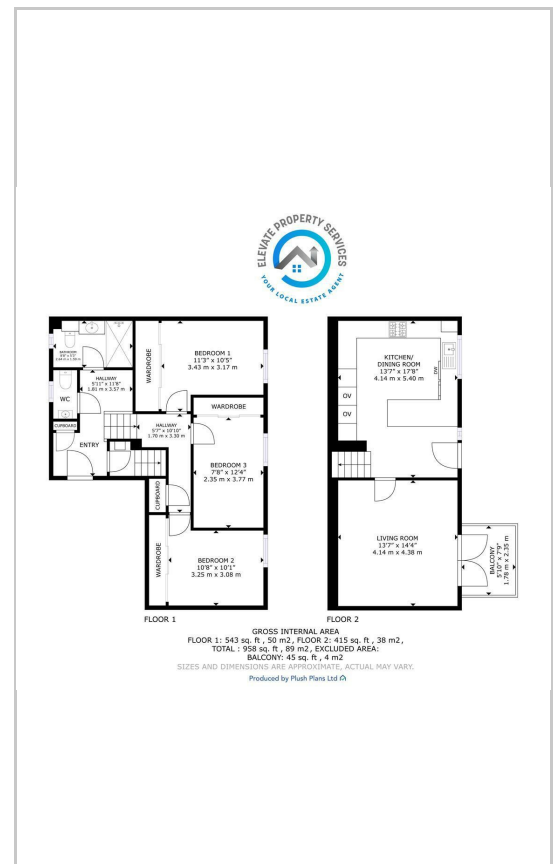 ELEVATE PROPERTY SERVICES
YOUR LOCAL ESTATE AGENT
BATHROOM
HALLWAY
5'11" x 11'8"
1.81 m x 3.57 m
WC
CUPBOARD
ENTRY
WARDROBE
BEDROOM 1
11'3" x 10'5"
3.43 m x 3.17 m
HALLWAY
5'7" x 10'10"
1.70 m x 3.30 m
WARDROBE
BEDROOM 3
7'8" x 12'4"
2.35 m x 3.77 m
CUPBOARD
WARDROBE
BEDROOM 2
10'8" x 10'1"
3.25 m x 3.08 m
FLOOR 1
KITCHEN/
DINING ROOM
13'7" x 17'8"
4.14 m x 5.40 m
OV
OV
DW
LIVING ROOM
13'7" x 14'4"
4.14 m x 4.38 m
BALCONY
5'10" x 7'9"
1.78 m x 2.35 m
FLOOR 2
GROSS INTERNAL AREA
FLOOR 1: 543 sq. ft , 50 m2, FLOOR 2: 415 sq. ft , 38 m2,
TOTAL : 958 sq. ft , 89 m2, EXCLUDED AREA:
BALCONY: 45 sq. ft , 4 m2
SIZES AND DIMENSIONS ARE APPROXIMATE, ACTUAL MAY VARY.
Produced by Plush Plans Ltd